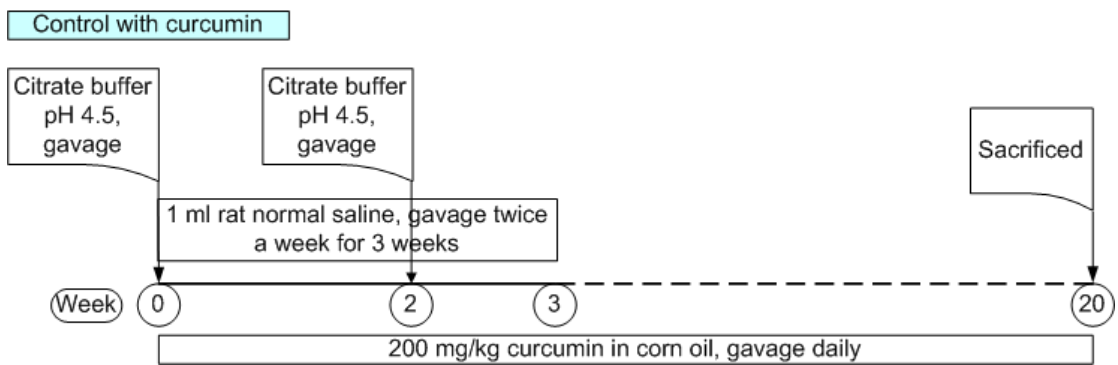 Control with curcumin
Citrate buffer
pH 4.5,
gavage
Citrate buffer
pH 4.5,
gavage
Sacrificed
1 ml rat normal saline, gavage twice
a week for 3 weeks
Week 0 2 3 20
200 mg/kg curcumin in corn oil, gavage daily